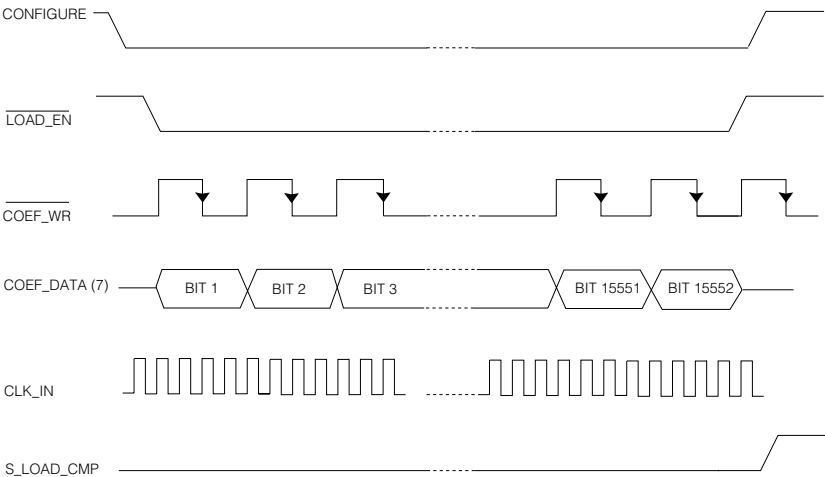 CONFIGURE
LOAD_EN
COEF_WR
COEF_DATA (7)
BIT 1
BIT 2
BIT 3
BIT 15551
BIT 15552
CLK_IN
S_LOAD_CMP